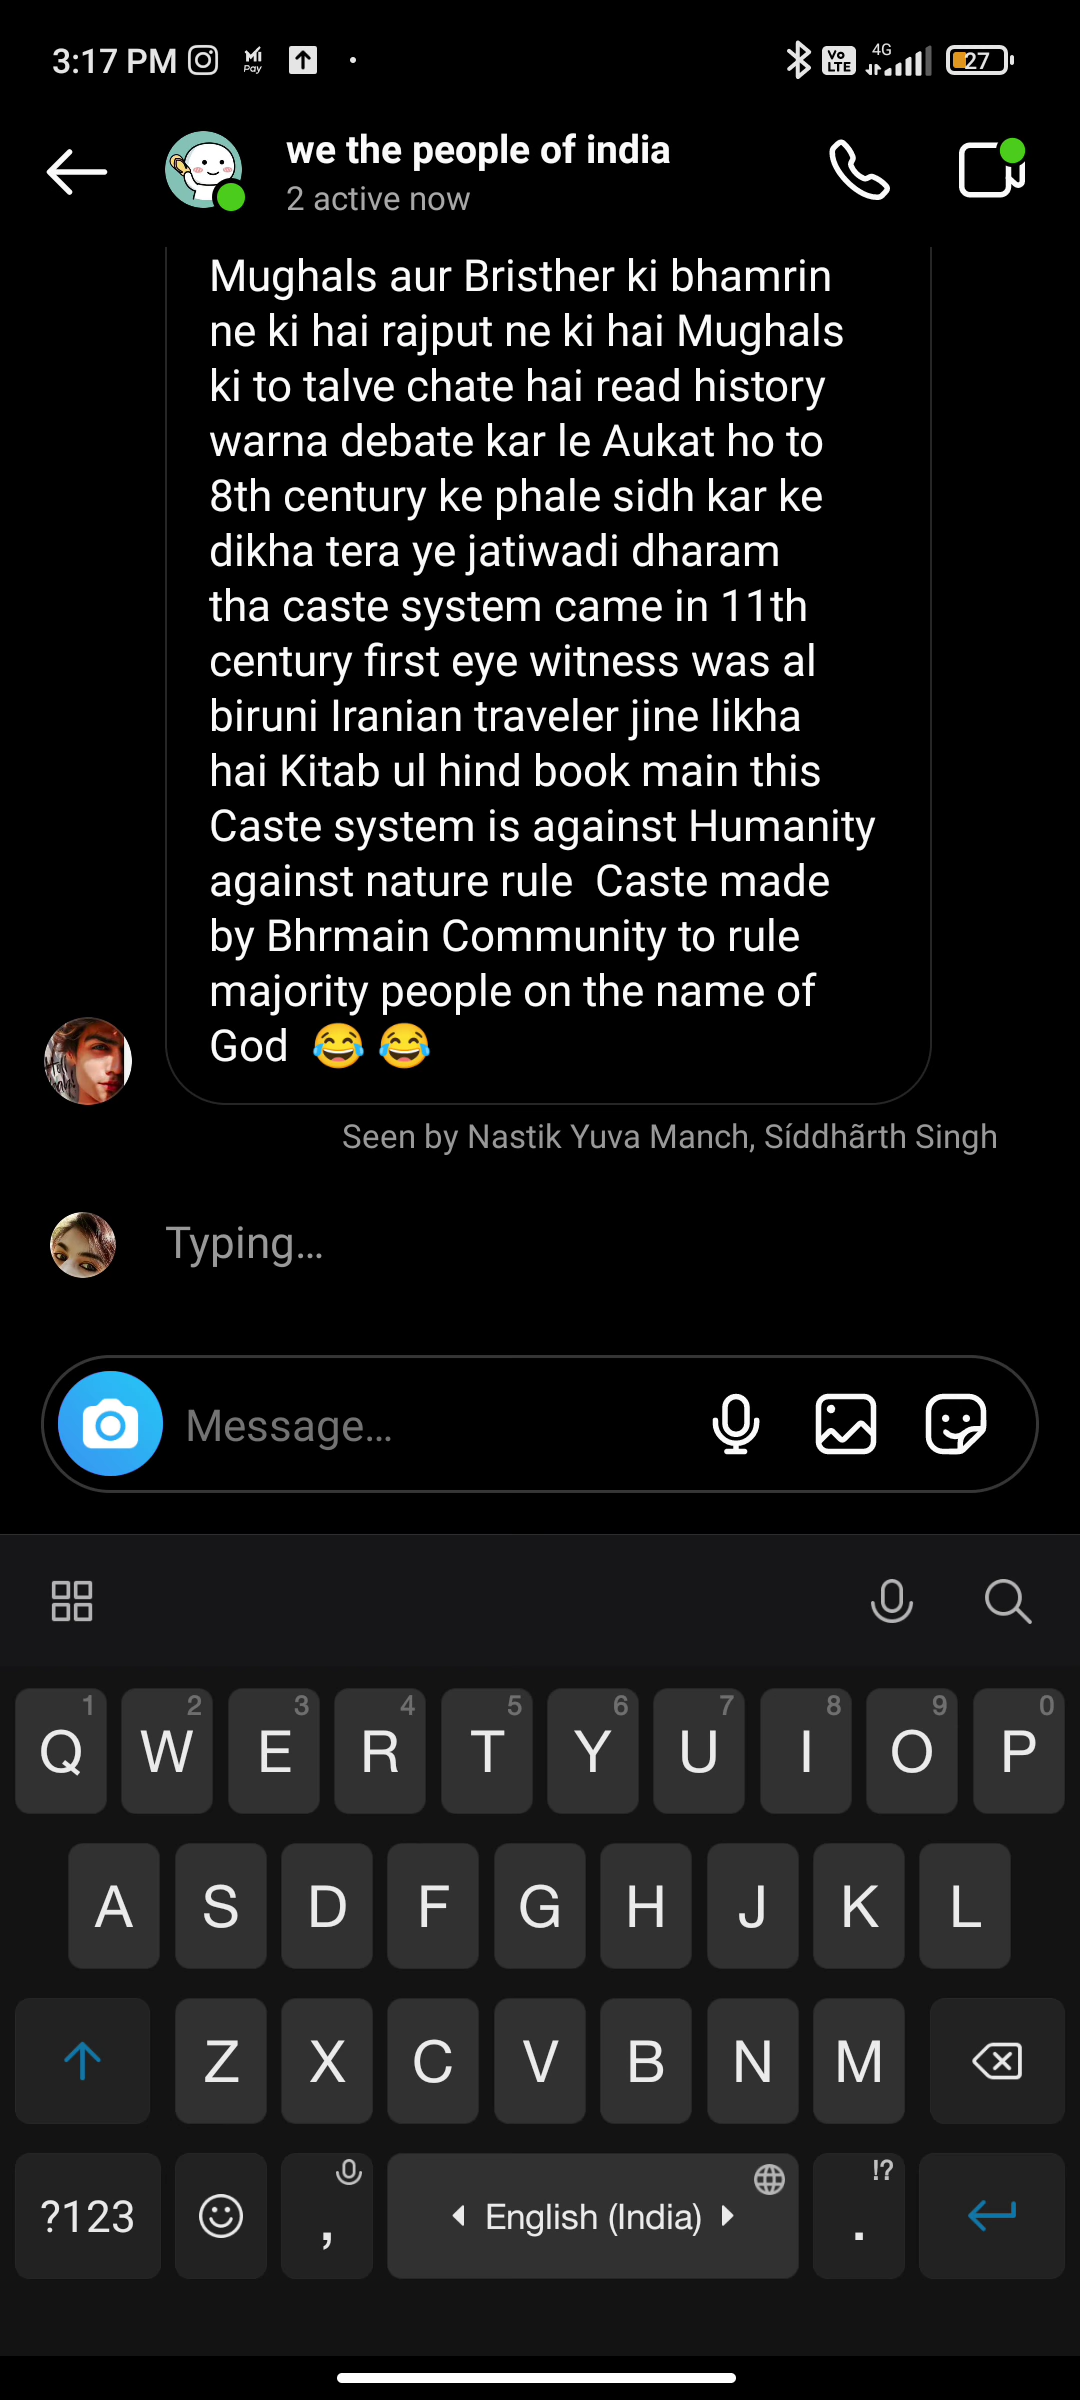 3:17 PM
MI
Pay
Vo
LTE
4G
27
we the people of india
2 active now
Mughals aur Bristher ki bhamrin
ne ki hai rajput ne ki hai Mughals
ki to talve chate hai read history
warna debate kar le Aukat ho to
8th century ke phale sidh kar ke
dikha tera ye jatiwadi dharam
tha caste system came in 11th
century first eye witness was al
biruni Iranian traveler jine likha
hai Kitab ul hind book main this
Caste system is against Humanity
against nature rule  Caste made
by Bhrmain Community to rule
majority people on the name of
God 😂 😂
Seen by Nastik Yuva Manch, Síddhãrth Singh
Typing...
Message...
1 2 3 4 5 6 7 8 9 0
Q W E R T Y U I O P
A S D F G H J K L
Z X C V B N M
!?
?123 , English (India) .